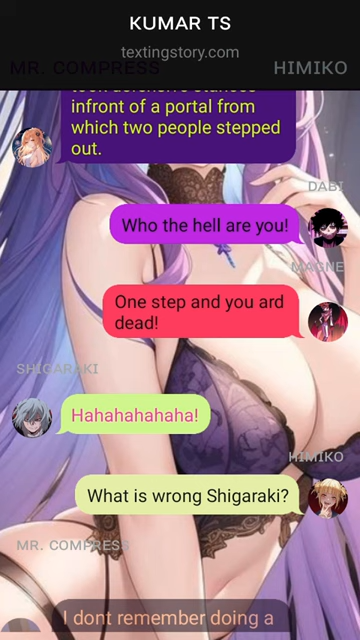 KUMAR TS
textingstory.com
MR. COMPRESS
HIMIKO
infront of a portal from
which two people stepped
out.
DABI
Who the hell are you!
MAGNE
One step and you ard
dead!
SHIGARAKI
Hahahahahaha!
HIMIKO
What is wrong Shigaraki?
MR. COMPRESS
I dont remember doing a